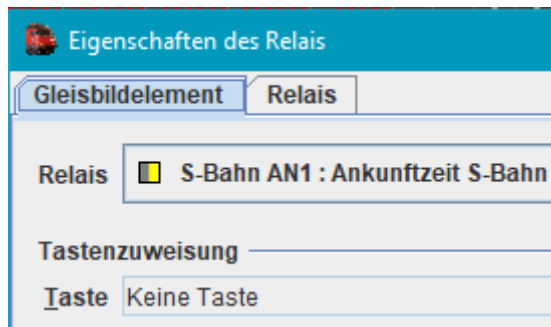 Eigenschaften des Relais
Gleisbildelement Relais
Relais S-Bahn AN1 : Ankunftzeit S-Bahn
Tastenzuweisung
Taste Keine Taste